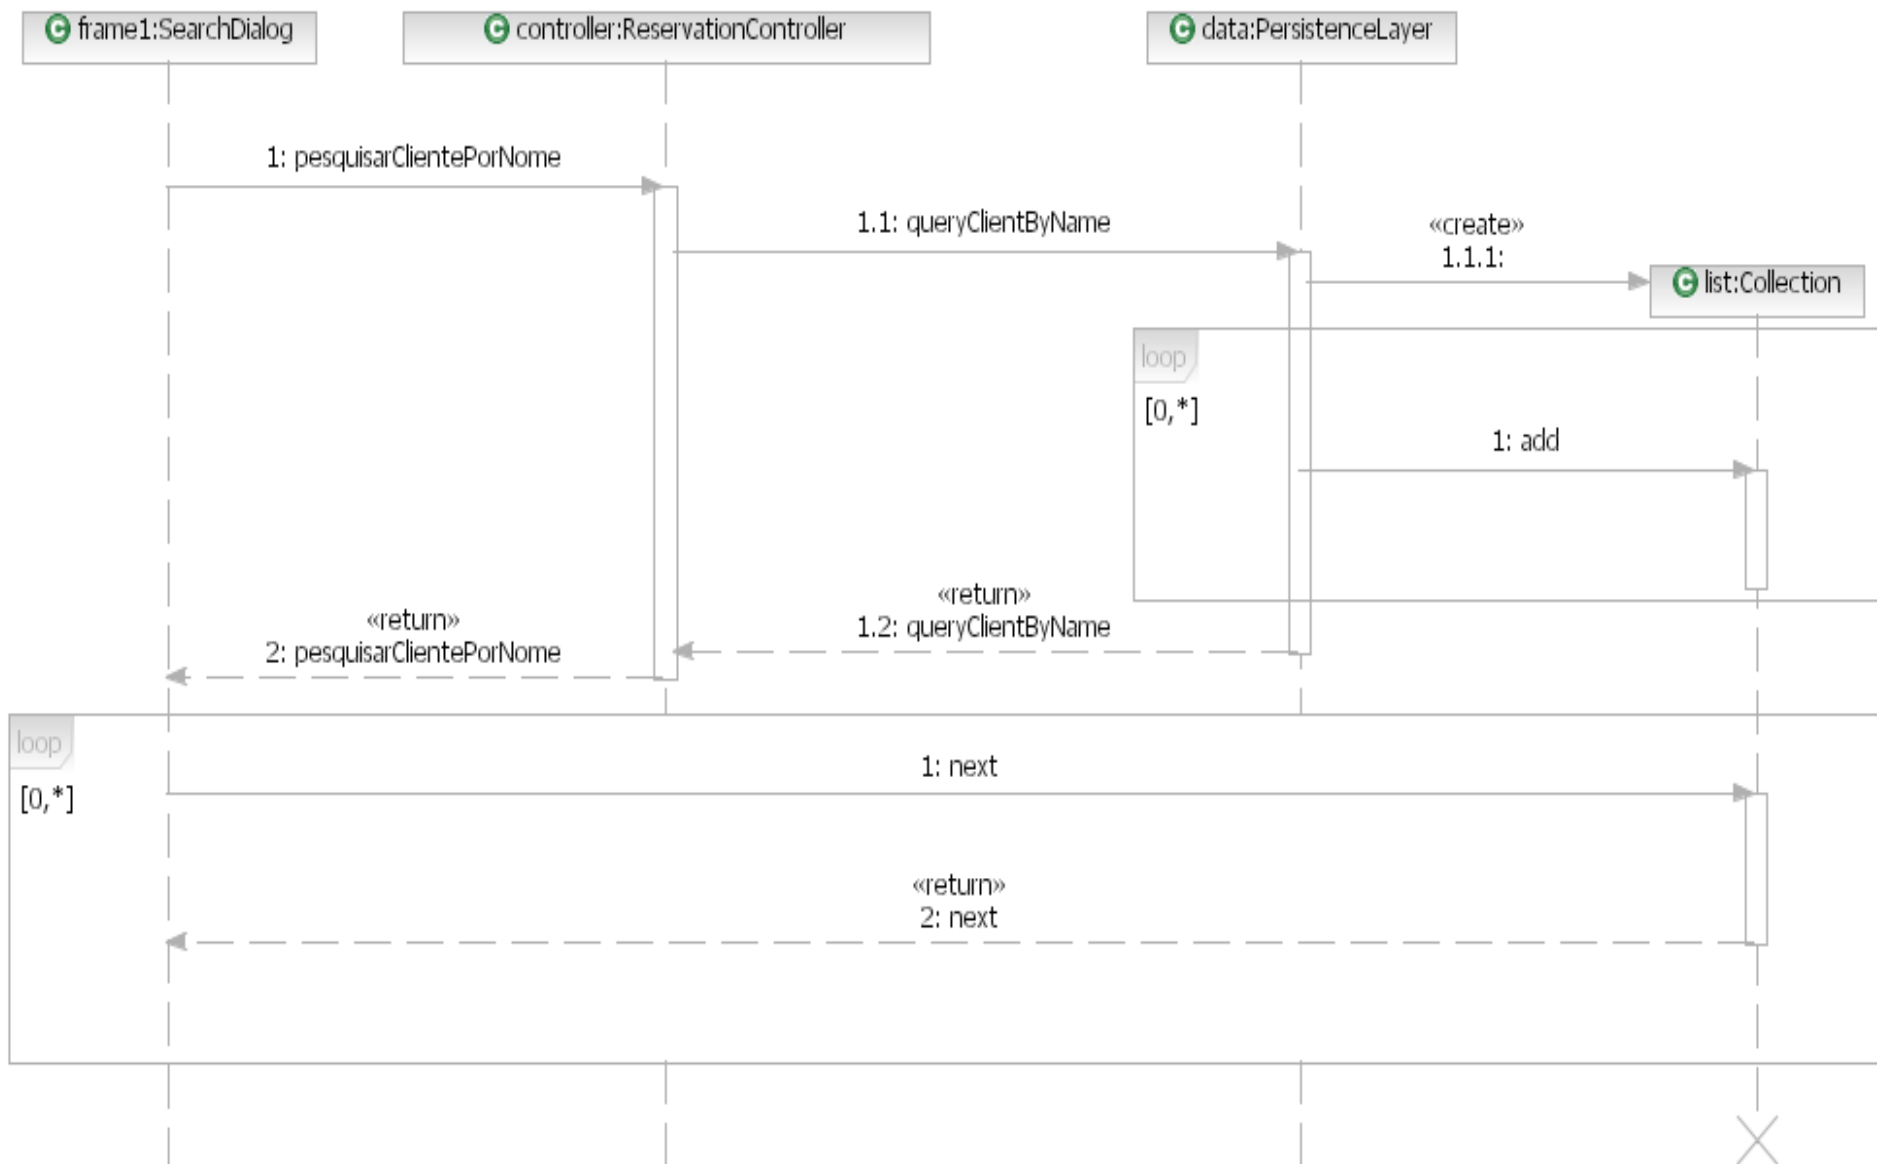 frame1:SearchDialog
controller:ReservationController
data:PersistenceLayer
1: pesquisarClientePorNome
1.1: queryClientByName
«create»
1.1.1:
list:Collection
loop
[0,*]
1: add
«return»
1.2: queryClientByName
«return»
2: pesquisarClientePorNome
loop
[0,*]
1: next
«return»
2: next